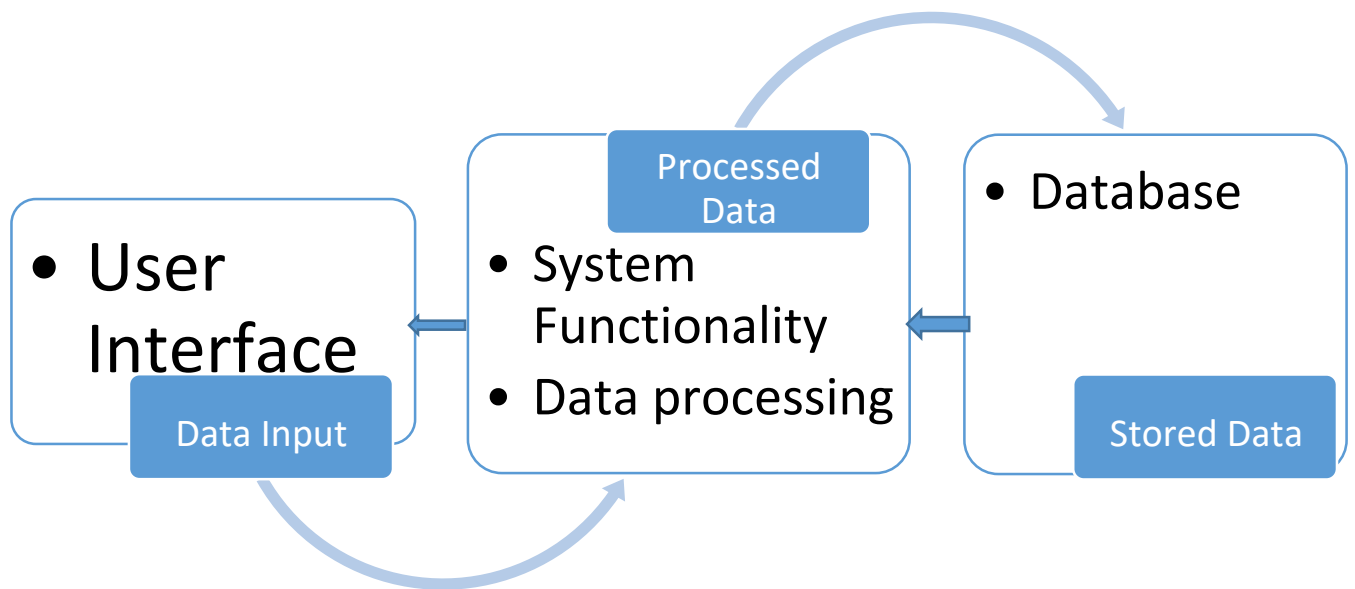 • User
Interface
Data Input
Processed
Data
• System
Functionality
• Data processing
• Database
Stored Data